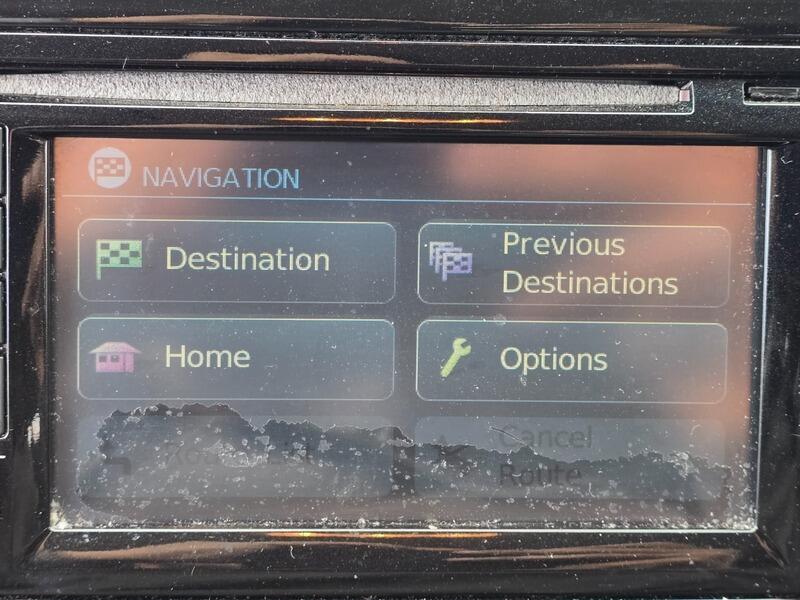 NAVIGATION
Destination
Previous
Destinations
Home
Options
Cancel
Route